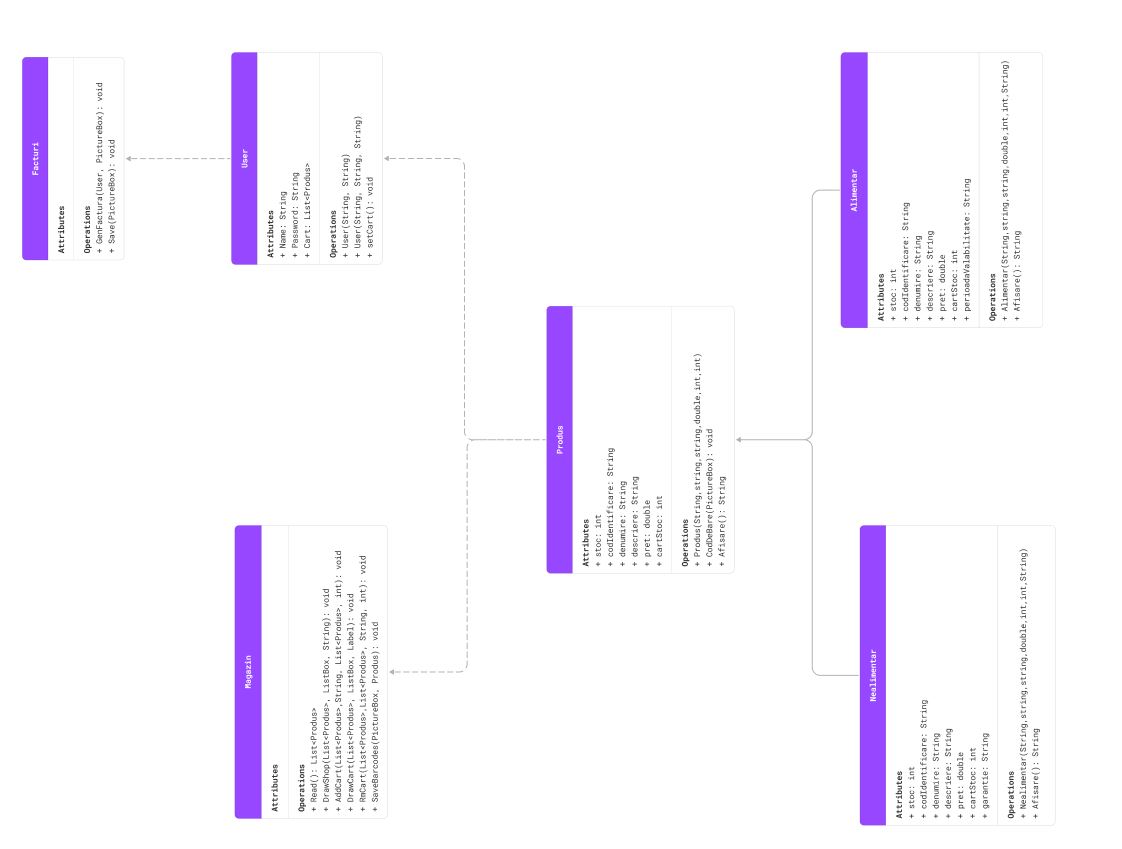 Facturi
Attributes
Operations
+ GenFactura(User, PictureBox): void
+ Save(PictureBox): void
Magazin
Attributes
Operations
+ Read(): List<Produs>
+ DrawShop(List<Produs>, ListBox, String): void
+ AddCart(List<Produs>,String, List<Produs>, int): void
+ DrawCart(List<Produs>, ListBox, Label): void
+ RmCart(List<Produs>,List<Produs>, String, int): void
+ SaveBarcodes(PictureBox, Produs): void
User
Attributes
+ Name: String
+ Password: String
+ Cart: List<Produs>
Operations
+ User(String, String)
+ User(String, String, String)
+ setCart(): void
Produs
Attributes
+ stoc: int
+ codIdentificare: String
+ denumire: String
+ descriere: String
+ pret: double
+ cartStoc: int
Operations
+ Produs(String,string,string,double,int,int)
+ CodDeBare(PictureBox): void
+ Afisare(): String
Nealimentar
Attributes
+ stoc: int
+ codIdentificare: String
+ denumire: String
+ descriere: String
+ pret: double
+ cartStoc: int
+ garantie: String
Operations
+ Nealimentar(String,string,string,double,int,int,String)
+ Afisare(): String
Alimentar
Attributes
+ stoc: int
+ codIdentificare: String
+ denumire: String
+ descriere: String
+ pret: double
+ cartStoc: int
+ perioadaValabilitate: String
Operations
+ Alimentar(String,string,string,double,int,int,String)
+ Afisare(): String